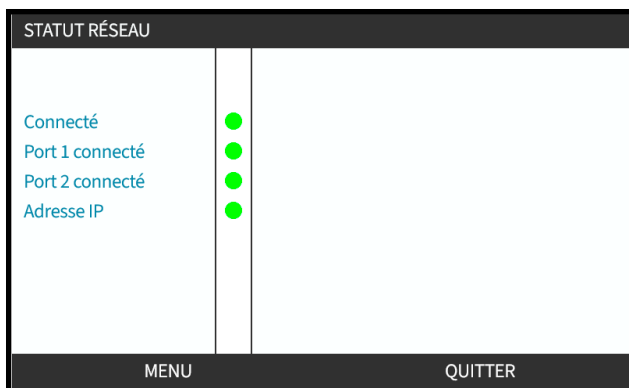 STATUT RÉSEAU
Connecté
Port 1 connecté
Port 2 connecté
Adresse IP
MENU QUITTER